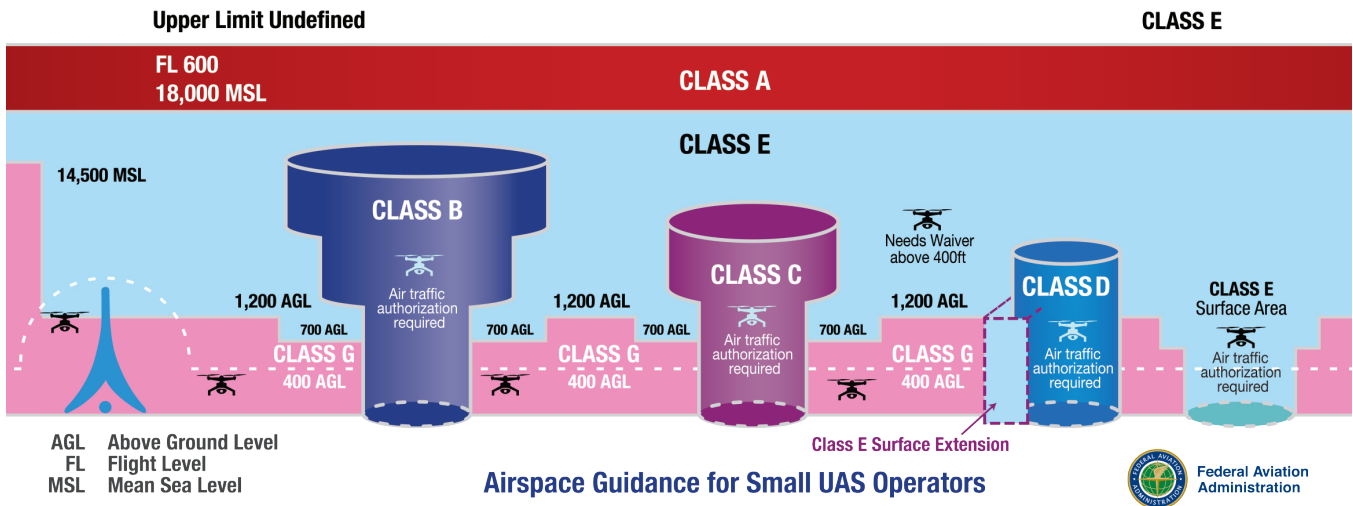 Upper Limit Undefined
CLASS E
FL 600
18,000 MSL
CLASS A
CLASS E
14,500 MSL
CLASS B
Air traffic
authorization
required
CLASS C
Air traffic
authorization
required
Needs Waiver
above 400ft
CLASS D
Air traffic
authorization
required
CLASS E
Surface Area
Air traffic
authorization
required
1,200 AGL
700 AGL
CLASS G
400 AGL
700 AGL
1,200 AGL
CLASS G
400 AGL
700 AGL
700 AGL
1,200 AGL
CLASS G
400 AGL
Class E Surface Extension
AGL Above Ground Level
FL Flight Level
MSL Mean Sea Level
Airspace Guidance for Small UAS Operators
FEDERAL AVIATION
ADMINISTRATION
Federal Aviation
Administration